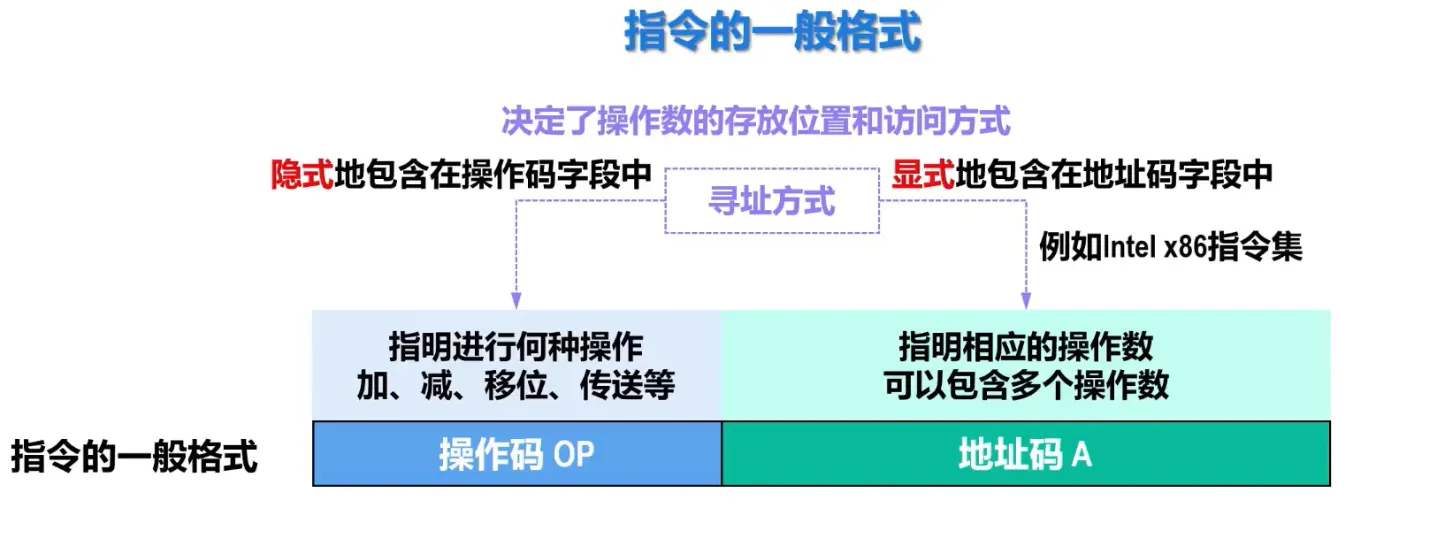 指令的一般格式
决定了操作数的存放位置和访问方式
隐式地包含在操作码字段中
寻址方式
显式地包含在地址码字段中
例如Intel x86指令集
指明进行何种操作
加、减、移位、传送等
指明相应的操作数
可以包含多个操作数
指令的一般格式
操作码 OP
地址码 A